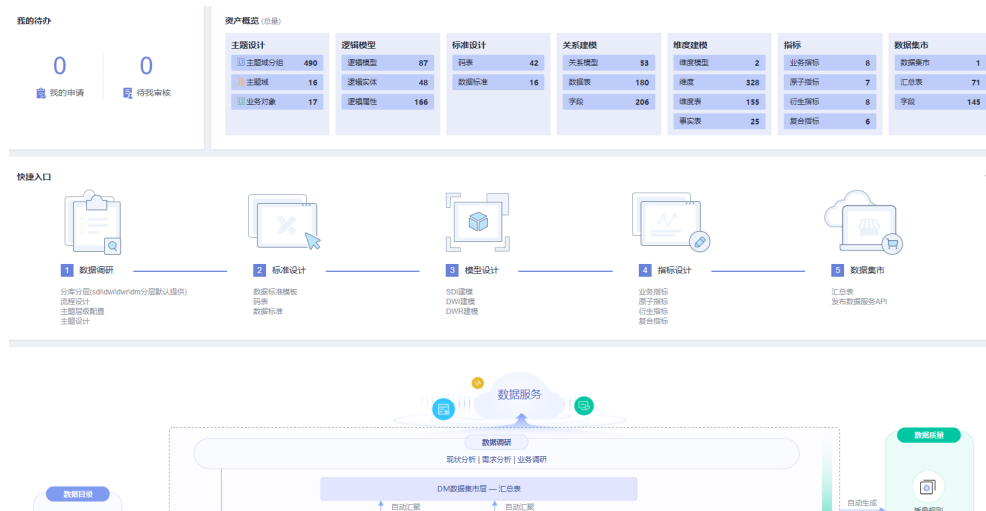 我的待办
0
0
我的申请
待我审核
资产概览 (总量)
主题设计
主题域分组 490
主题域 16
业务对象 17
逻辑模型
逻辑模型 87
逻辑实体 48
逻辑属性 166
标准设计
码表 42
数据标准 16
关系建模
关系模型 53
数据表 180
字段 206
维度建模
维度模型 2
维度 328
维度表 155
事实表 25
指标
业务指标 8
原子指标 7
衍生指标 8
复合指标 6
数据集市
数据集市 1
汇总表 71
字段 145
快捷入口
1 数据调研
分库分层(sdi\dwi\dwr\dm分层默认提供)
流程设计
主题层级配置
主题设计
2 标准设计
数据标准模板
码表
数据标准
3 模型设计
SDI建模
DWI建模
DWR建模
4 指标设计
业务指标
原子指标
衍生指标
复合指标
5 数据集市
汇总表
发布数据服务API
数据服务
数据调研
现状分析 | 需求分析 | 业务调研
DM数据集市层 — 汇总表
自动汇聚
自动汇聚
数据目录
数据质量
自动生成
质量规则